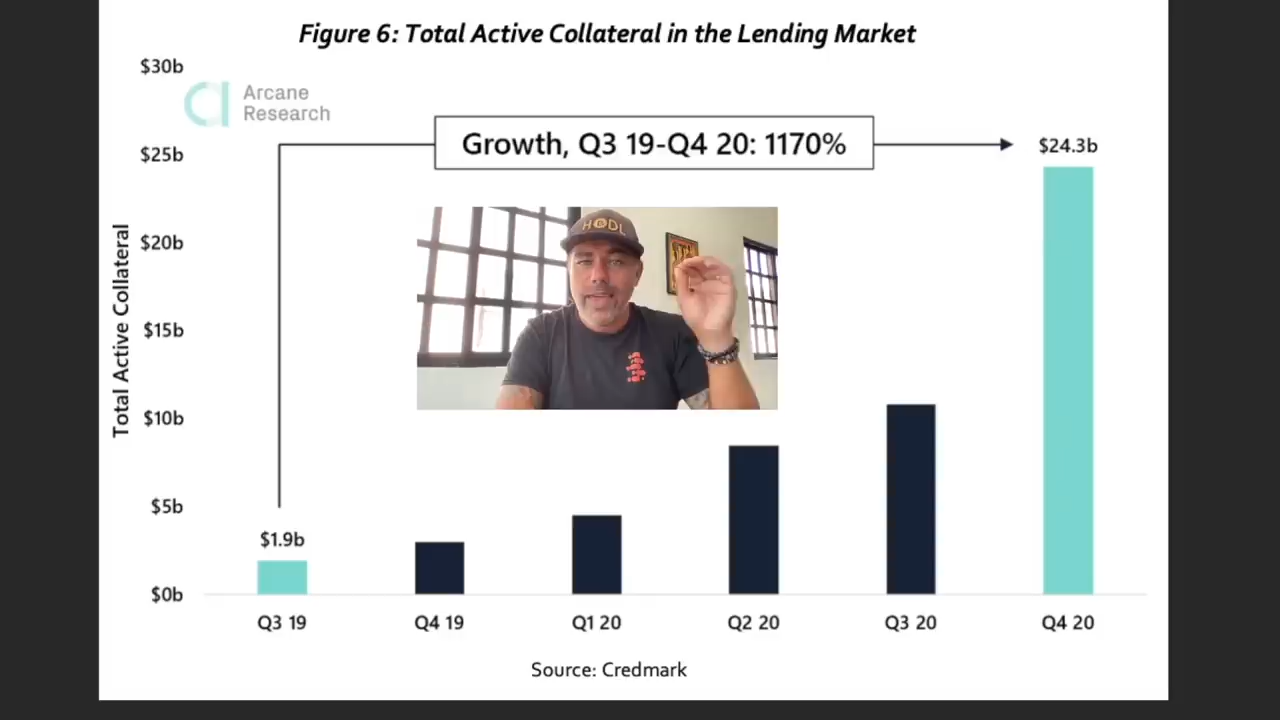 Figure 6: Total Active Collateral in the Lending Market
$30b
Arcane
Research
Growth, Q3 19-Q4 20: 1170%
$24.3b
$25b
$20b
$15b
$10b
$5b
$0b
Total Active Collateral
HODL
$1.9b
Q3 19
Q4 19
Q1 20
Q2 20
Q3 20
Q4 20
Source: Credmark